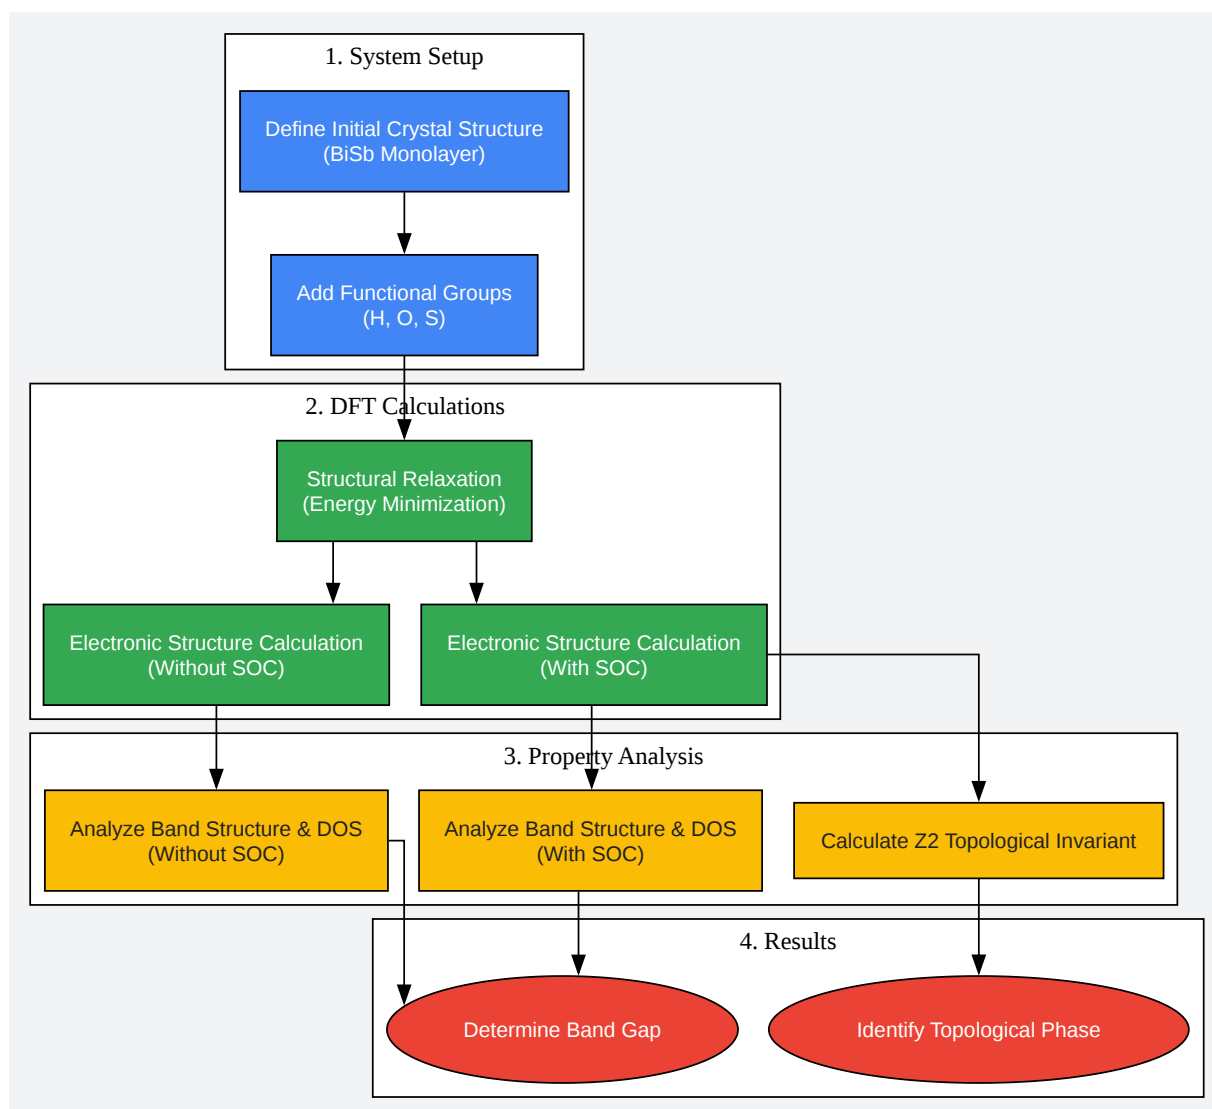 1. System Setup
Define Initial Crystal Structure
(BiSb Monolayer)
Add Functional Groups
(H, O, S)
2. DFT Calculations
Structural Relaxation
(Energy Minimization)
Electronic Structure Calculation
(Without SOC)
Electronic Structure Calculation
(With SOC)
3. Property Analysis
Analyze Band Structure & DOS
(Without SOC)
Analyze Band Structure & DOS
(With SOC)
Calculate Z2 Topological Invariant
4. Results
Determine Band Gap
Identify Topological Phase